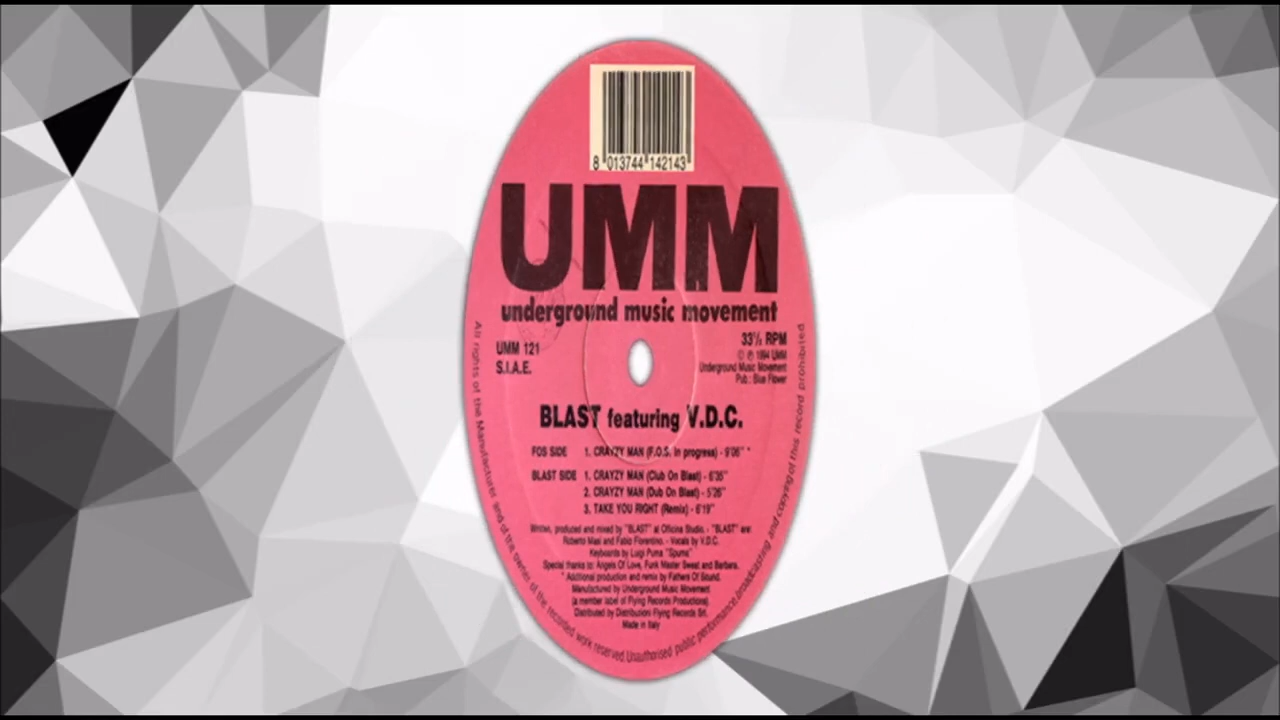 8 013744 142143
UMM
underground music movement
UMM 121
S.I.A.E.
33⅓ RPM
© ℗ 1994 UMM
Underground Music Movement
Pub.: Blue Flower
BLAST featuring V.D.C.
FOS SIDE 1. CRAYZY MAN (F.O.S. in progress) - 9'06" *
BLAST SIDE 1. CRAYZY MAN (Club On Blast) - 6'35"
2. CRAYZY MAN (Dub On Blast) - 5'26"
3. TAKE YOU RIGHT (Remix) - 6'19"
Written, produced and mixed by "BLAST" at Officina Studio. - "BLAST" are:
Roberto Masi and Fabio Fiorentino. - Vocals by V.D.C.
Keyboards by Luigi Puma "Spuma"
Special thanks to: Angels Of Love, Funk Master Sweat and Barbara.
* Additional production and remix by Fathers Of Sound.
Manufactured by Underground Music Movement
(a member label of Flying Records Productions).
Distributed by Distribuzioni Flying Records Srl.
Made in Italy
All rights of the Manufacturer and of the owner of the recorded work reserved. Unauthorised public performance, broadcasting and copying of this record prohibited.